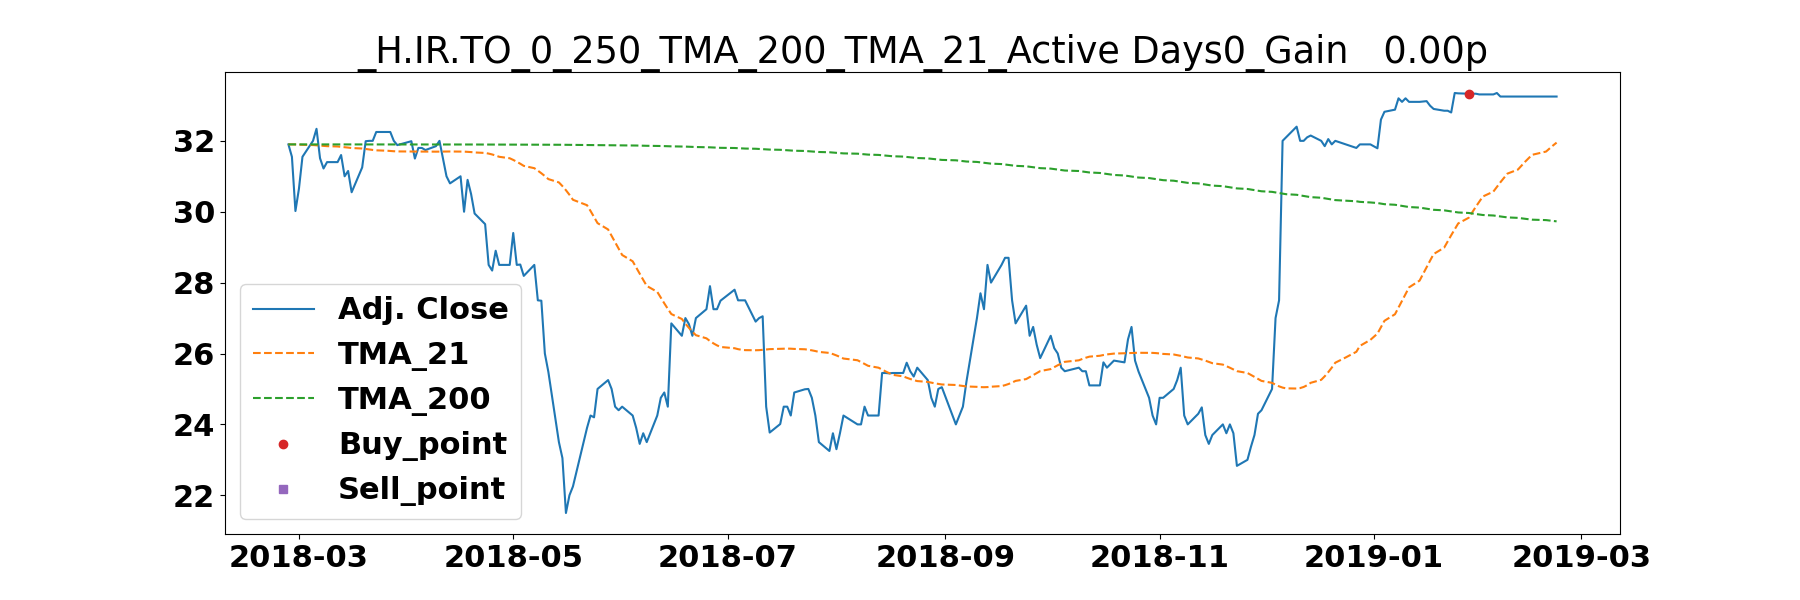 _H.IR.TO_0_250_TMA_200_TMA_21_Active Days0_Gain   0.00p
32
30
28
26
24
22
Adj. Close
TMA_21
TMA_200
Buy_point
Sell_point
2018-03 2018-05 2018-07 2018-09 2018-11 2019-01 2019-03